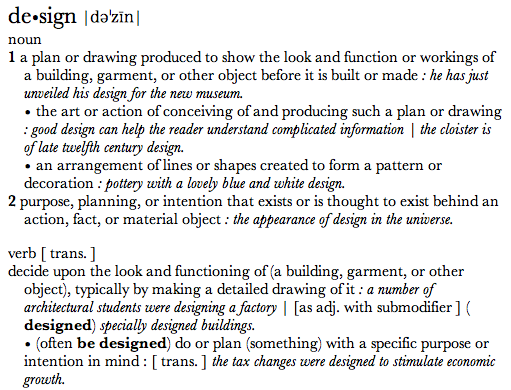 de•sign |dəˈzīn|
noun
1 a plan or drawing produced to show the look and function or workings of
a building, garment, or other object before it is built or made : he has just
unveiled his design for the new museum.
• the art or action of conceiving of and producing such a plan or drawing
: good design can help the reader understand complicated information | the cloister is
of late twelfth century design.
• an arrangement of lines or shapes created to form a pattern or
decoration : pottery with a lovely blue and white design.
2 purpose, planning, or intention that exists or is thought to exist behind an
action, fact, or material object : the appearance of design in the universe.
verb [ trans. ]
decide upon the look and functioning of (a building, garment, or other
object), typically by making a detailed drawing of it : a number of
architectural students were designing a factory | [as adj. with submodifier ] (
designed) specially designed buildings.
• (often be designed) do or plan (something) with a specific purpose or
intention in mind : [ trans. ] the tax changes were designed to stimulate economic
growth.